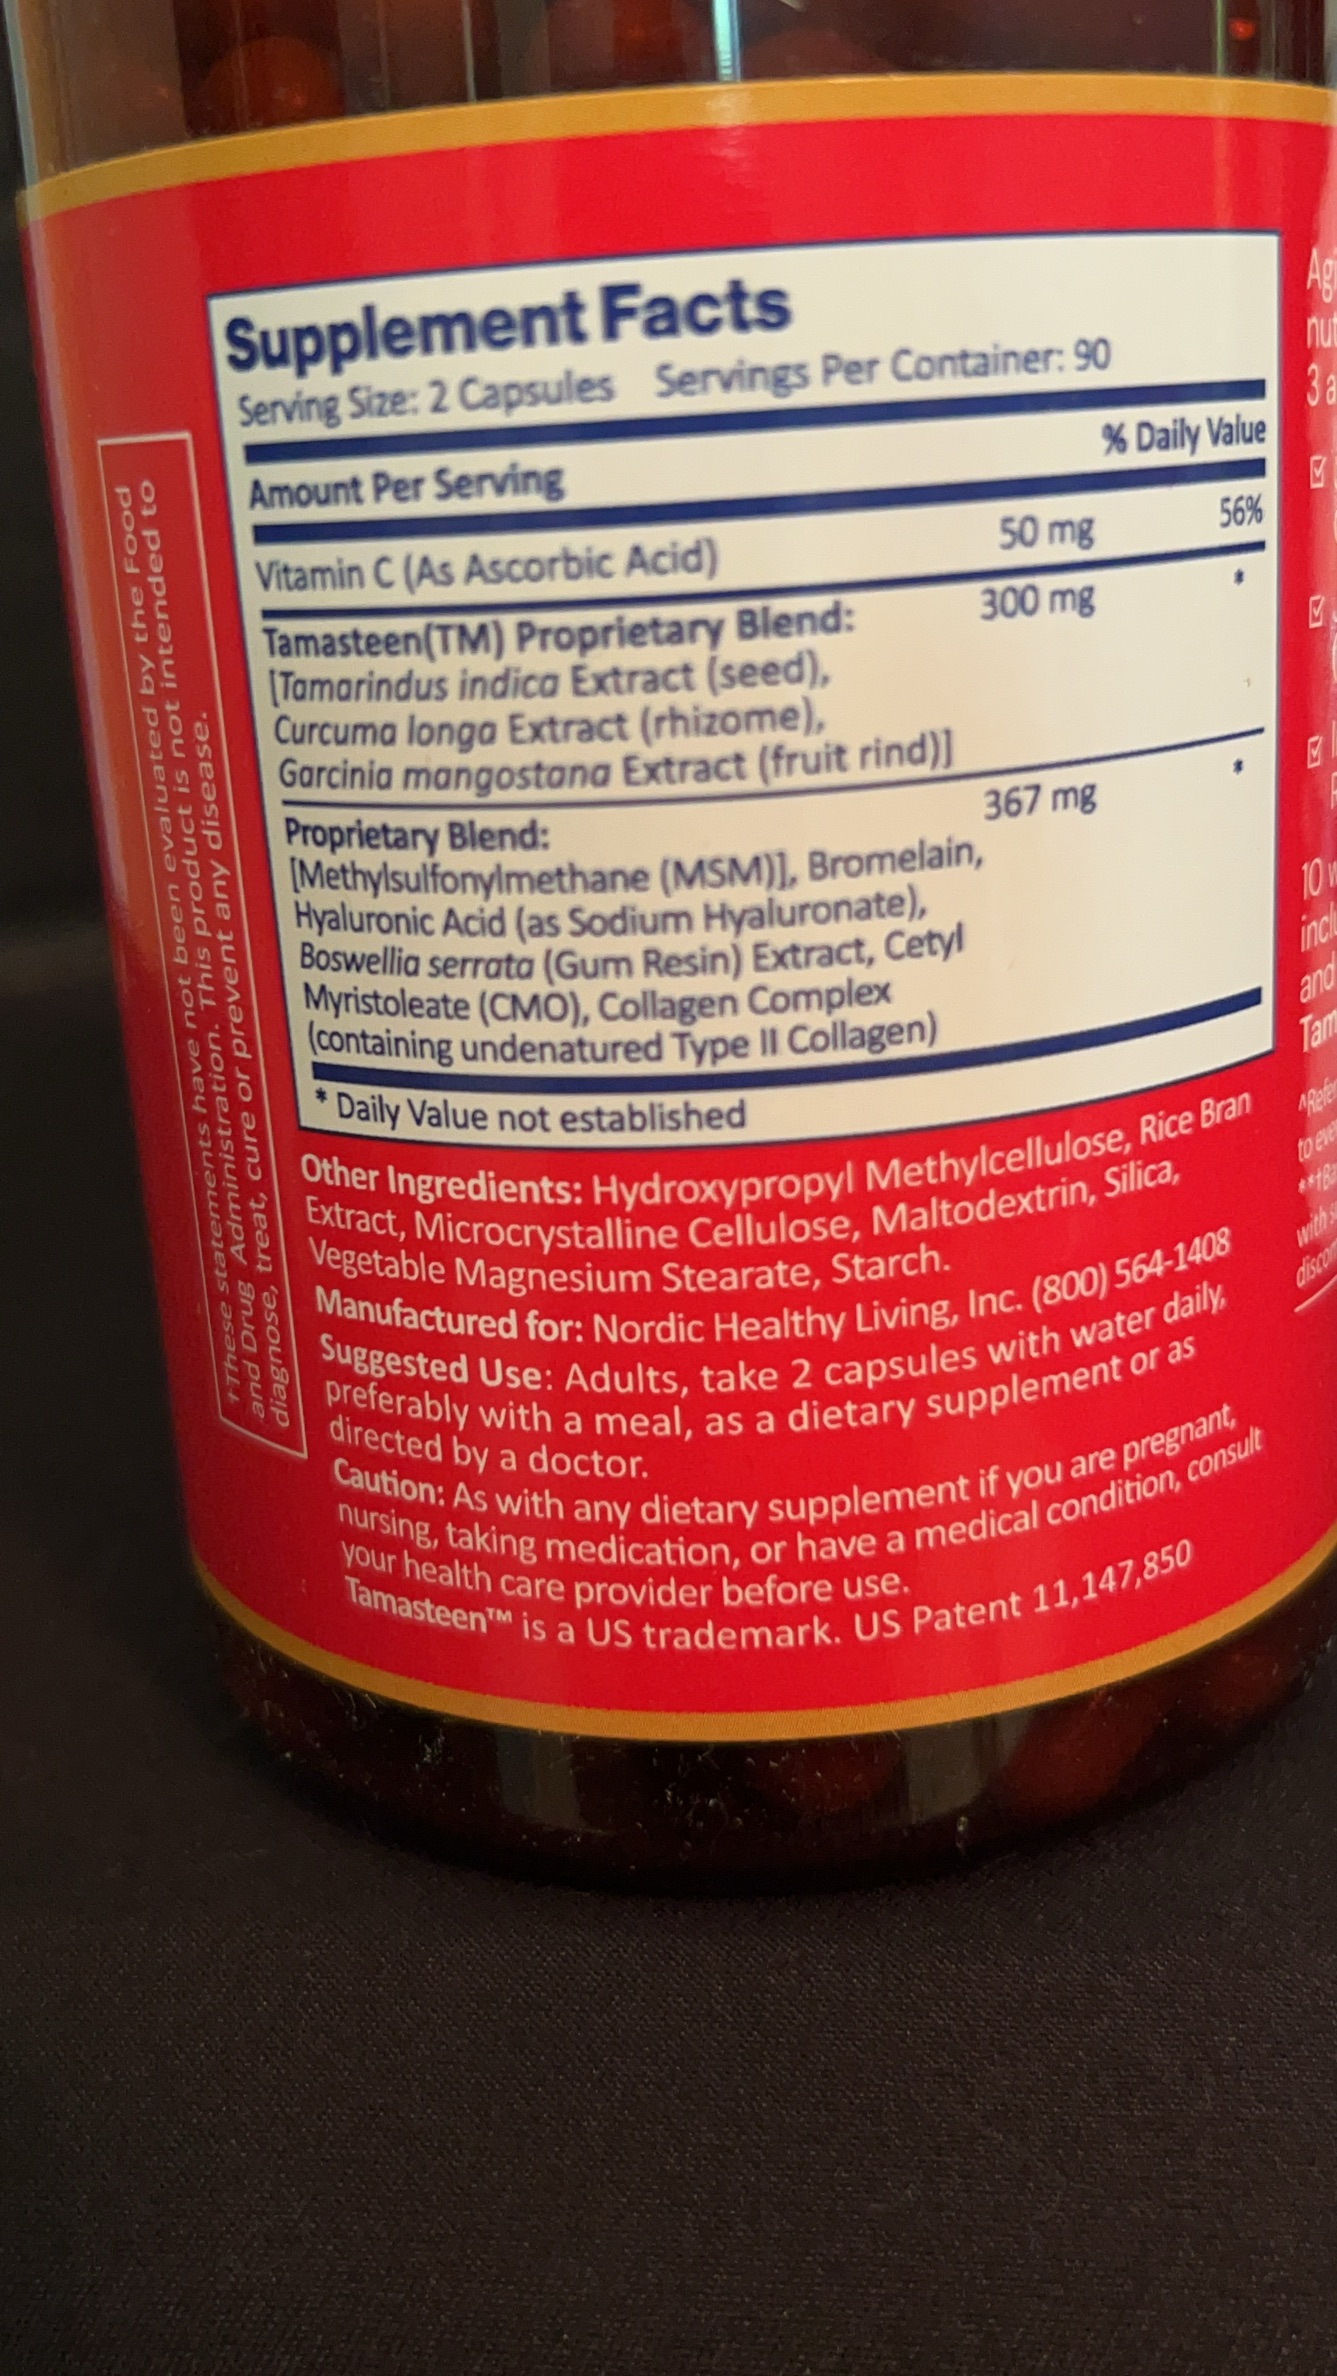 Supplement Facts
Serving Size: 2 Capsules Servings Per Container: 90
% Daily Value
Amount Per Serving
Vitamin C (As Ascorbic Acid) 50 mg 56%
Tamasteen(TM) Proprietary Blend: 300 mg *
[Tamarindus indica Extract (seed),
Curcuma longa Extract (rhizome),
Garcinia mangostana Extract (fruit rind)]
Proprietary Blend: 367 mg *
[Methylsulfonylmethane (MSM)], Bromelain,
Hyaluronic Acid (as Sodium Hyaluronate),
Boswellia serrata (Gum Resin) Extract, Cetyl
Myristoleate (CMO), Collagen Complex
(containing undenatured Type II Collagen)
* Daily Value not established
Other Ingredients: Hydroxypropyl Methylcellulose, Rice Bran
Extract, Microcrystalline Cellulose, Maltodextrin, Silica,
Vegetable Magnesium Stearate, Starch.
Manufactured for: Nordic Healthy Living, Inc. (800) 564-1408
Suggested Use: Adults, take 2 capsules with water daily,
preferably with a meal, as a dietary supplement or as
directed by a doctor.
Caution: As with any dietary supplement if you are pregnant,
nursing, taking medication, or have a medical condition, consult
your health care provider before use.
Tamasteen™ is a US trademark. US Patent 11,147,850
†These statements have not been evaluated by the Food
and Drug Administration. This product is not intended to
diagnose, treat, cure or prevent any disease.
3
10
and